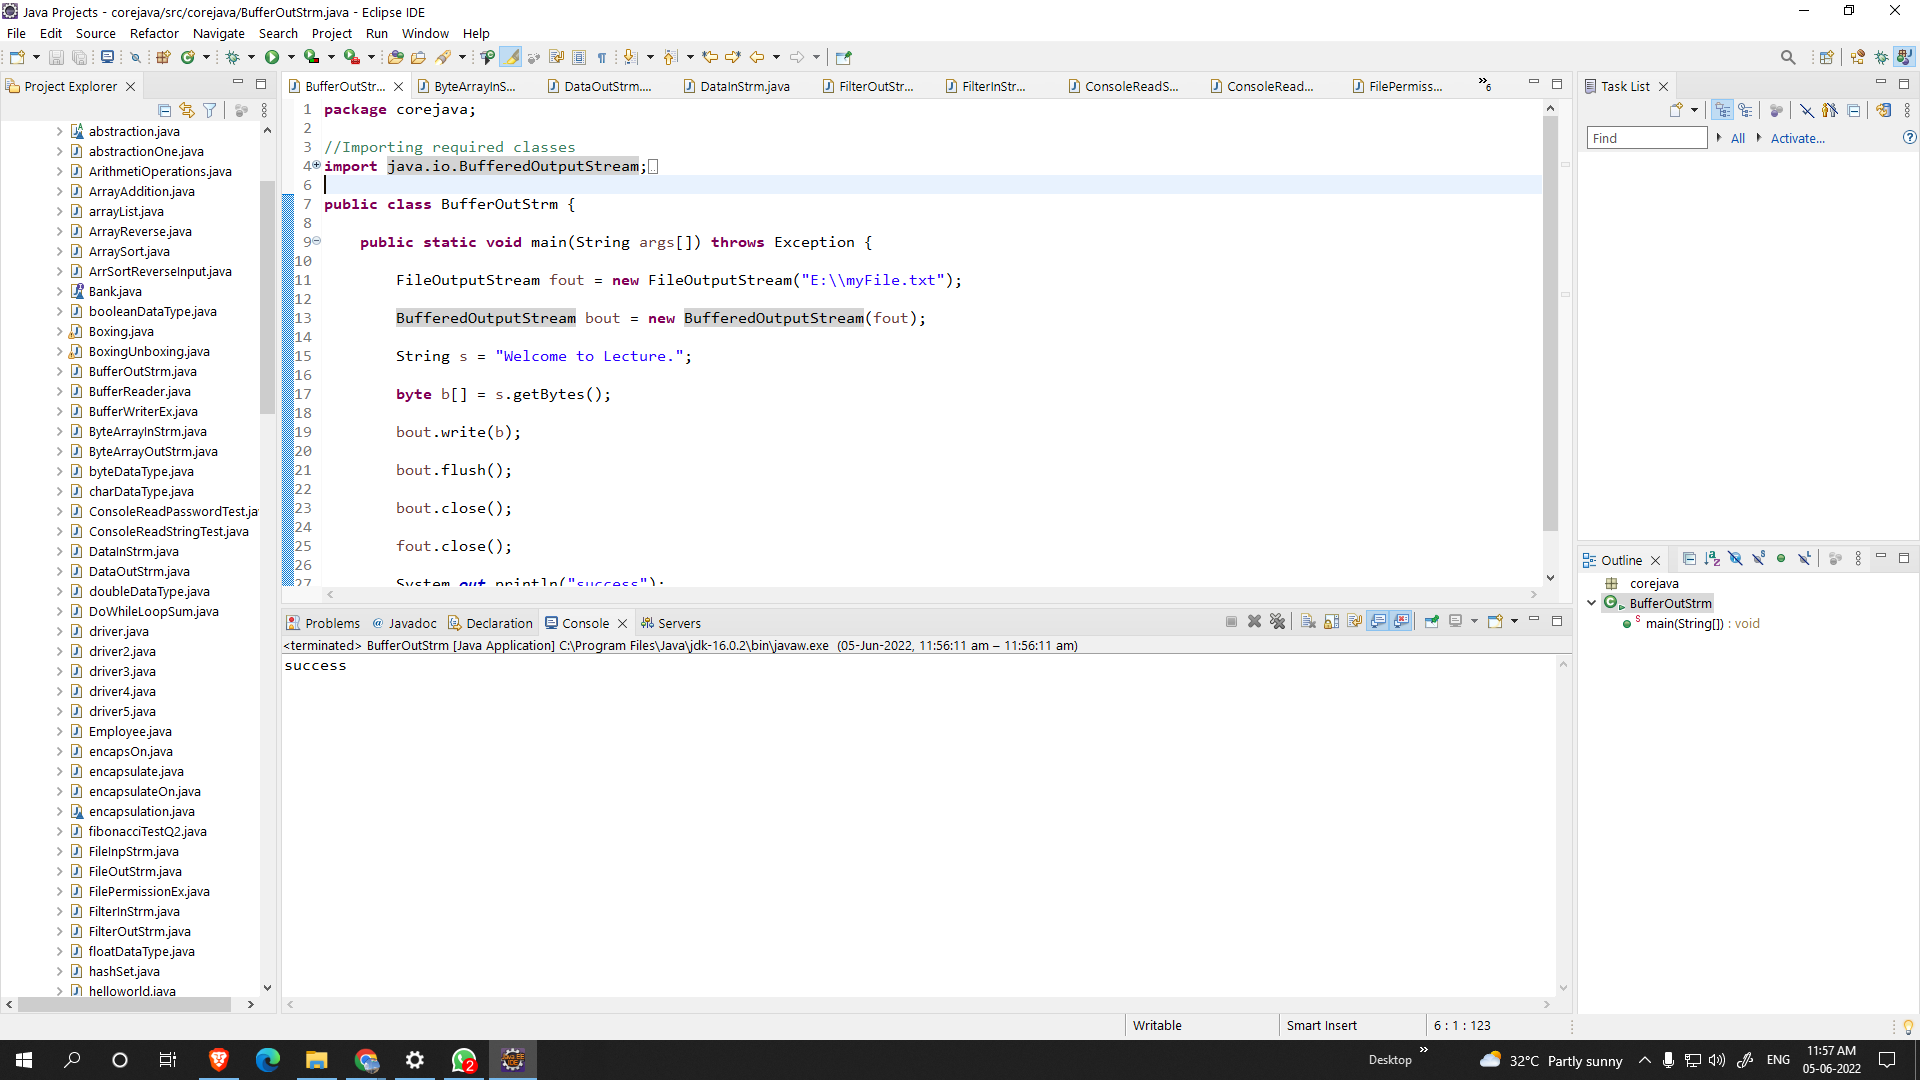 Java Projects - corejava/src/corejava/BufferOutStrm.java - Eclipse IDE
File Edit Source Refactor Navigate Search Project Run Window Help
Project Explorer
abstraction.java
abstractionOne.java
ArithmetiOperations.java
ArrayAddition.java
arrayList.java
ArrayReverse.java
ArraySort.java
ArrSortReverseInput.java
Bank.java
booleanDataType.java
Boxing.java
BoxingUnboxing.java
BufferOutStrm.java
BufferReader.java
BufferWriterEx.java
ByteArrayInStrm.java
ByteArrayOutStrm.java
byteDataType.java
charDataType.java
ConsoleReadPasswordTest.ja
ConsoleReadStringTest.java
DataInStrm.java
DataOutStrm.java
doubleDataType.java
DoWhileLoopSum.java
driver.java
driver2.java
driver3.java
driver4.java
driver5.java
Employee.java
encapsOn.java
encapsulate.java
encapsulateOn.java
encapsulation.java
fibonacciTestQ2.java
FileInpStrm.java
FileOutStrm.java
FilePermissionEx.java
FilterInStrm.java
FilterOutStrm.java
floatDataType.java
hashSet.java
helloworld.java
BufferOutStr... ByteArrayInS... DataOutStrm.... DataInStrm.java FilterOutStr... FilterInStr... ConsoleReadS... ConsoleRead... FilePermiss... »6
1 package corejava;
2
3 //Importing required classes
4 import java.io.BufferedOutputStream;
6
7 public class BufferOutStrm {
8
9 public static void main(String args[]) throws Exception {
10
11 FileOutputStream fout = new FileOutputStream("E:\\myFile.txt");
12
13 BufferedOutputStream bout = new BufferedOutputStream(fout);
14
15 String s = "Welcome to Lecture.";
16
17 byte b[] = s.getBytes();
18
19 bout.write(b);
20
21 bout.flush();
22
23 bout.close();
24
25 fout.close();
26
27 System.out.println("success");
Problems @ Javadoc Declaration Console Servers
<terminated> BufferOutStrm [Java Application] C:\Program Files\Java\jdk-16.0.2\bin\javaw.exe (05-Jun-2022, 11:56:11 am – 11:56:11 am)
success
Task List
Find All Activate...
Outline
corejava
BufferOutStrm
main(String[]) : void
Writable Smart Insert 6 : 1 : 123
2 Java EE IDE Desktop » 32°C Partly sunny ENG 11:57 AM
05-06-2022